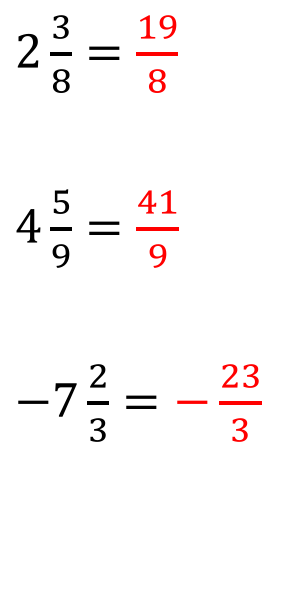 2 3/8 = 19/8
4 5/9 = 41/9
−7 2/3 = − 23/3